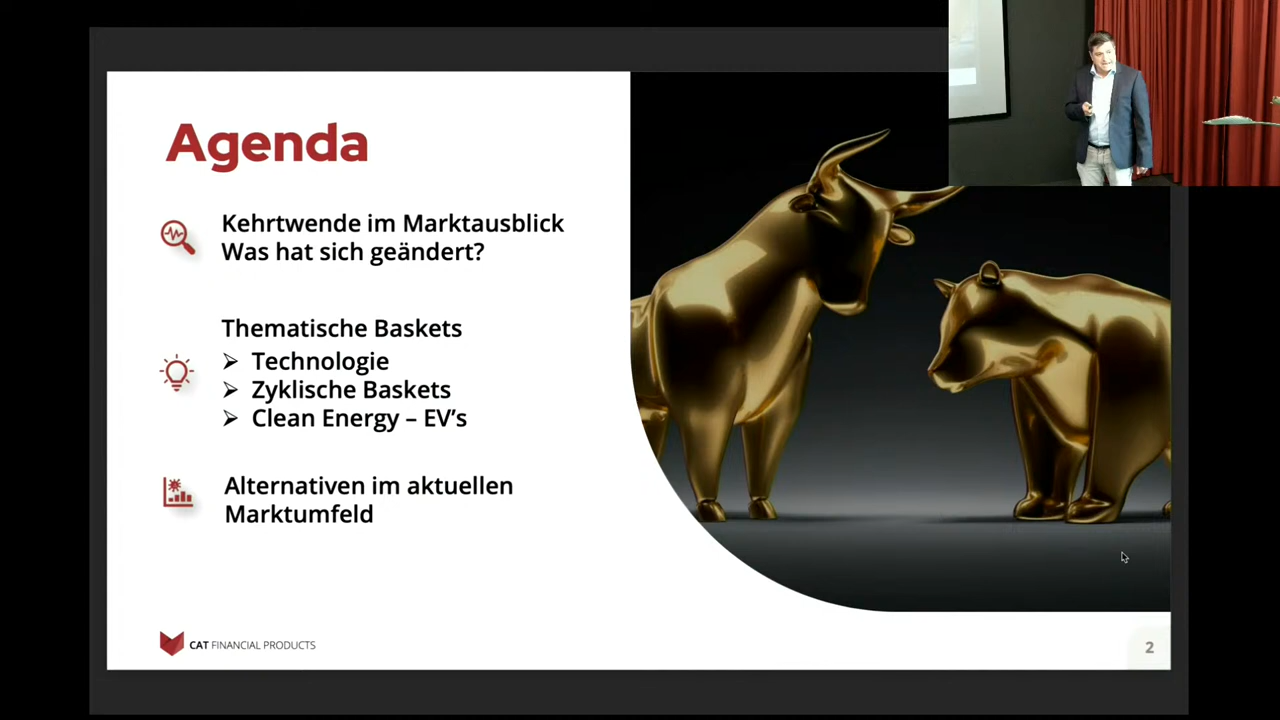 Agenda
Kehrtwende im Marktausblick
Was hat sich geändert?
Thematische Baskets
Technologie
Zyklische Baskets
Clean Energy – EV’s
Alternativen im aktuellen
Marktumfeld
CAT FINANCIAL PRODUCTS
2